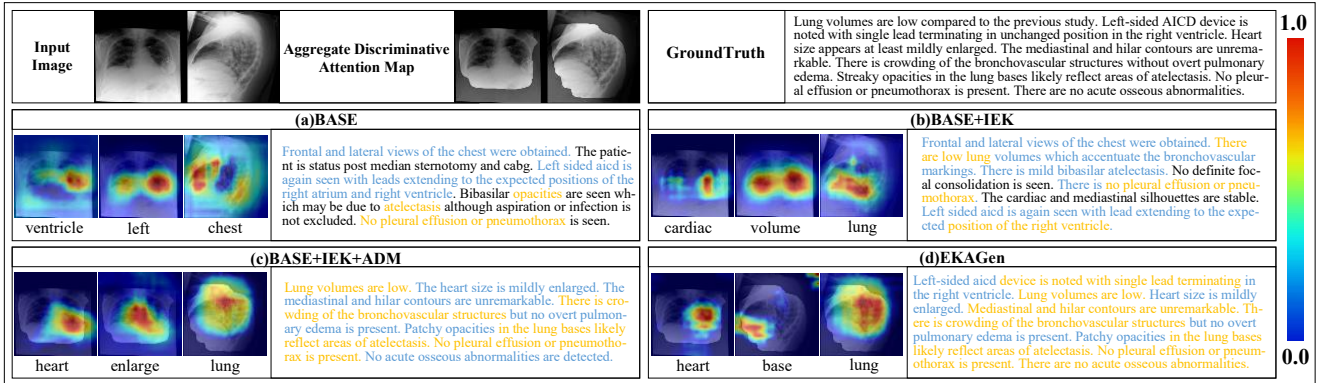 Input
Image
Aggregate Discriminative
Attention Map
GroundTruth
Lung volumes are low compared to the previous study. Left-sided AICD device is
noted with single lead terminating in unchanged position in the right ventricle. Heart
size appears at least mildly enlarged. The mediastinal and hilar contours are unrema-
rkable. There is crowding of the bronchovascular structures without overt pulmonary
edema. Streaky opacities in the lung bases likely reflect areas of atelectasis. No pleur-
al effusion or pneumothorax is present. There are no acute osseous abnormalities.
1.0
(a)BASE
ventricle left chest
Frontal and lateral views of the chest were obtained. The patie-
nt is status post median sternotomy and cabg. Left sided aicd is
again seen with leads extending to the expected positions of the
right atrium and right ventricle. Bibasilar opacities are seen wh-
ich may be due to atelectasis although aspiration or infection is
not excluded. No pleural effusion or pneumothorax is seen.
(b)BASE+IEK
cardiac volume lung
Frontal and lateral views of the chest were obtained. There
are low lung volumes which accentuate the bronchovascular
markings. There is mild bibasilar atelectasis. No definite foc-
al consolidation is seen. There is no pleural effusion or pneu-
mothorax. The cardiac and mediastinal silhouettes are stable.
Left sided aicd is again seen with lead extending to the expe-
cted position of the right ventricle.
(c)BASE+IEK+ADM
heart enlarge lung
Lung volumes are low. The heart size is mildly enlarged. The
mediastinal and hilar contours are unremarkable. There is cro-
wding of the bronchovascular structures but no overt pulmon-
ary edema is present. Patchy opacities in the lung bases likely
reflect areas of atelectasis. No pleural effusion or pneumotho-
rax is present. No acute osseous abnormalities are detected.
(d)EKAGen
heart base lung
Left-sided aicd device is noted with single lead terminating in
the right ventricle. Lung volumes are low. Heart size is mildly
enlarged. Mediastinal and hilar contours are unremarkable. Th-
ere is crowding of the bronchovascular structures but no overt
pulmonary edema is present. Patchy opacities in the lung bases
likely reflect areas of atelectasis. No pleural effusion or pneum-
othorax is present. There are no acute osseous abnormalities.
0.0